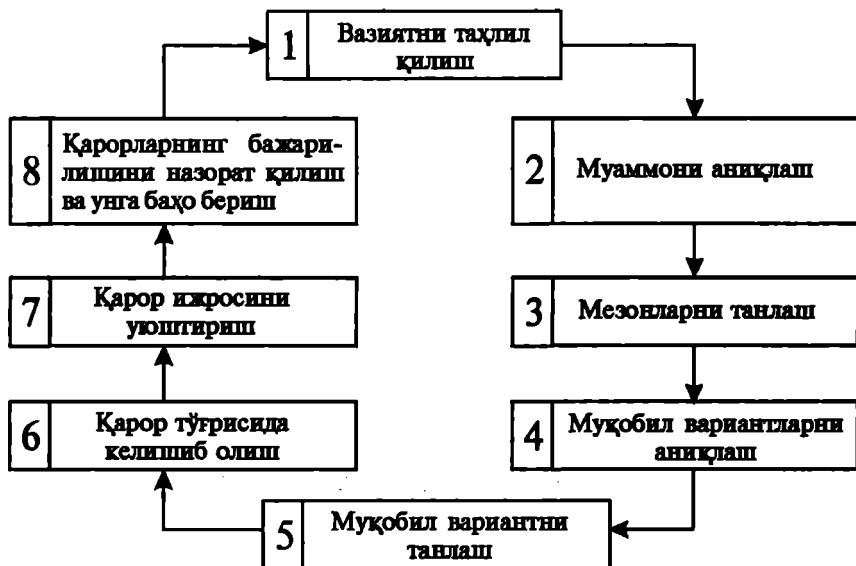 1
Вазиятни таҳлил
қилиш
2
Муаммони аниқлаш
3
Мезонларни танлаш
4
Муқобил вариантларни
аниқлаш
5
Муқобил вариантни
танлаш
6
Қарор тўғрисида
келишиб олиш
7
Қарор ижросини
уюштириш
8
Қарорларнинг бажари-
лишини назорат қилиш
ва унга баҳо бериш